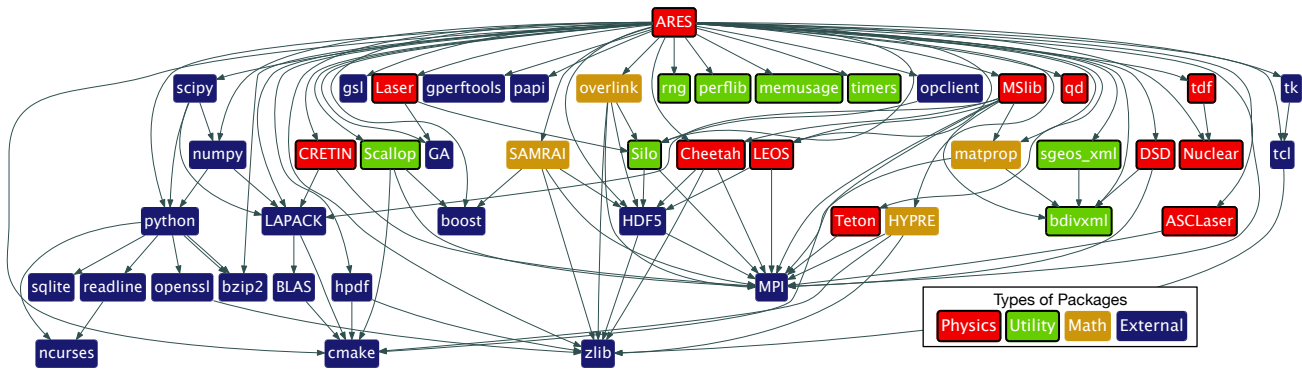 ARES
scipy
gsl
Laser
gperftools
papi
overlink
rng
perflib
memusage
timers
opclient
MSlib
qd
tdf
tk
numpy
CRETIN
Scallop
GA
SAMRAI
Silo
Cheetah
LEOS
matprop
sgeos_xml
DSD
Nuclear
tcl
python
LAPACK
boost
HDF5
Teton
HYPRE
bdivxml
ASCLaser
sqlite
readline
openssl
bzip2
BLAS
hpdf
MPI
Types of Packages
Physics
Utility
Math
External
ncurses
cmake
zlib